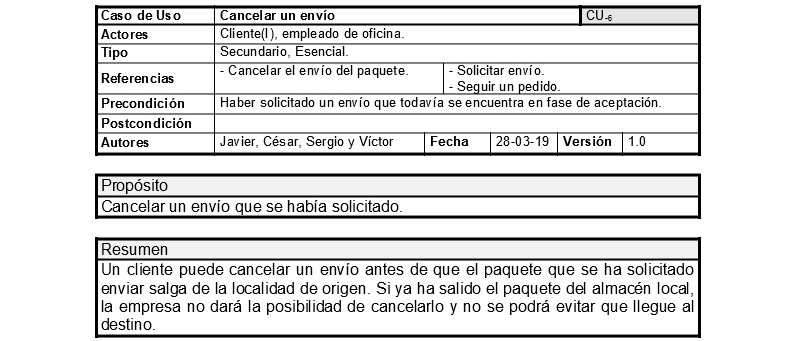 Caso de Uso Cancelar un envío CU-6
Actores Cliente(I), empleado de oficina.
Tipo Secundario, Esencial.
Referencias - Cancelar el envío del paquete. - Solicitar envío.
- Seguir un pedido.
Precondición Haber solicitado un envío que todavía se encuentra en fase de aceptación.
Postcondición
Autores Javier, César, Sergio y Víctor Fecha 28-03-19 Versión 1.0
Propósito
Cancelar un envío que se había solicitado.
Resumen
Un cliente puede cancelar un envío antes de que el paquete que se ha solicitado
enviar salga de la localidad de origen. Si ya ha salido el paquete del almacén local,
la empresa no dará la posibilidad de cancelarlo y no se podrá evitar que llegue al
destino.